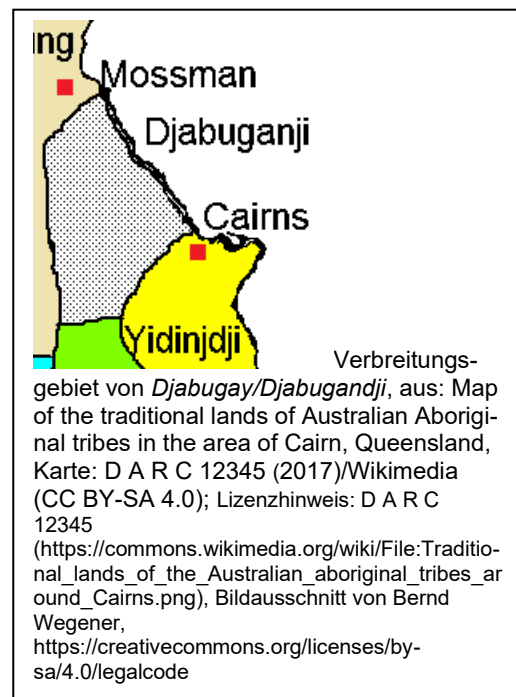 ing
Mossman
Djabuganji
Cairns
Yidinjdji
Verbreitungs-
gebiet von Djabugay/Djabugandji, aus: Map
of the traditional lands of Australian Aborigi-
nal tribes in the area of Cairn, Queensland,
Karte: D A R C 12345 (2017)/Wikimedia
(CC BY-SA 4.0); Lizenzhinweis: D A R C
12345
(https://commons.wikimedia.org/wiki/File:Traditio-
nal_lands_of_the_Australian_aboriginal_tribes_ar
ound_Cairns.png), Bildausschnitt von Bernd
Wegener,
https://creativecommons.org/licenses/by-
sa/4.0/legalcode